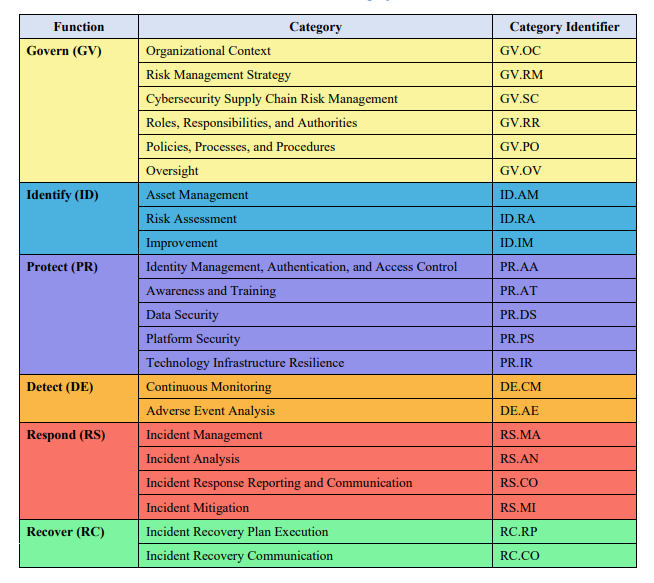 Function Category Category Identifier
Govern (GV) Organizational Context GV.OC
Risk Management Strategy GV.RM
Cybersecurity Supply Chain Risk Management GV.SC
Roles, Responsibilities, and Authorities GV.RR
Policies, Processes, and Procedures GV.PO
Oversight GV.OV
Identify (ID) Asset Management ID.AM
Risk Assessment ID.RA
Improvement ID.IM
Protect (PR) Identity Management, Authentication, and Access Control PR.AA
Awareness and Training PR.AT
Data Security PR.DS
Platform Security PR.PS
Technology Infrastructure Resilience PR.IR
Detect (DE) Continuous Monitoring DE.CM
Adverse Event Analysis DE.AE
Respond (RS) Incident Management RS.MA
Incident Analysis RS.AN
Incident Response Reporting and Communication RS.CO
Incident Mitigation RS.MI
Recover (RC) Incident Recovery Plan Execution RC.RP
Incident Recovery Communication RC.CO